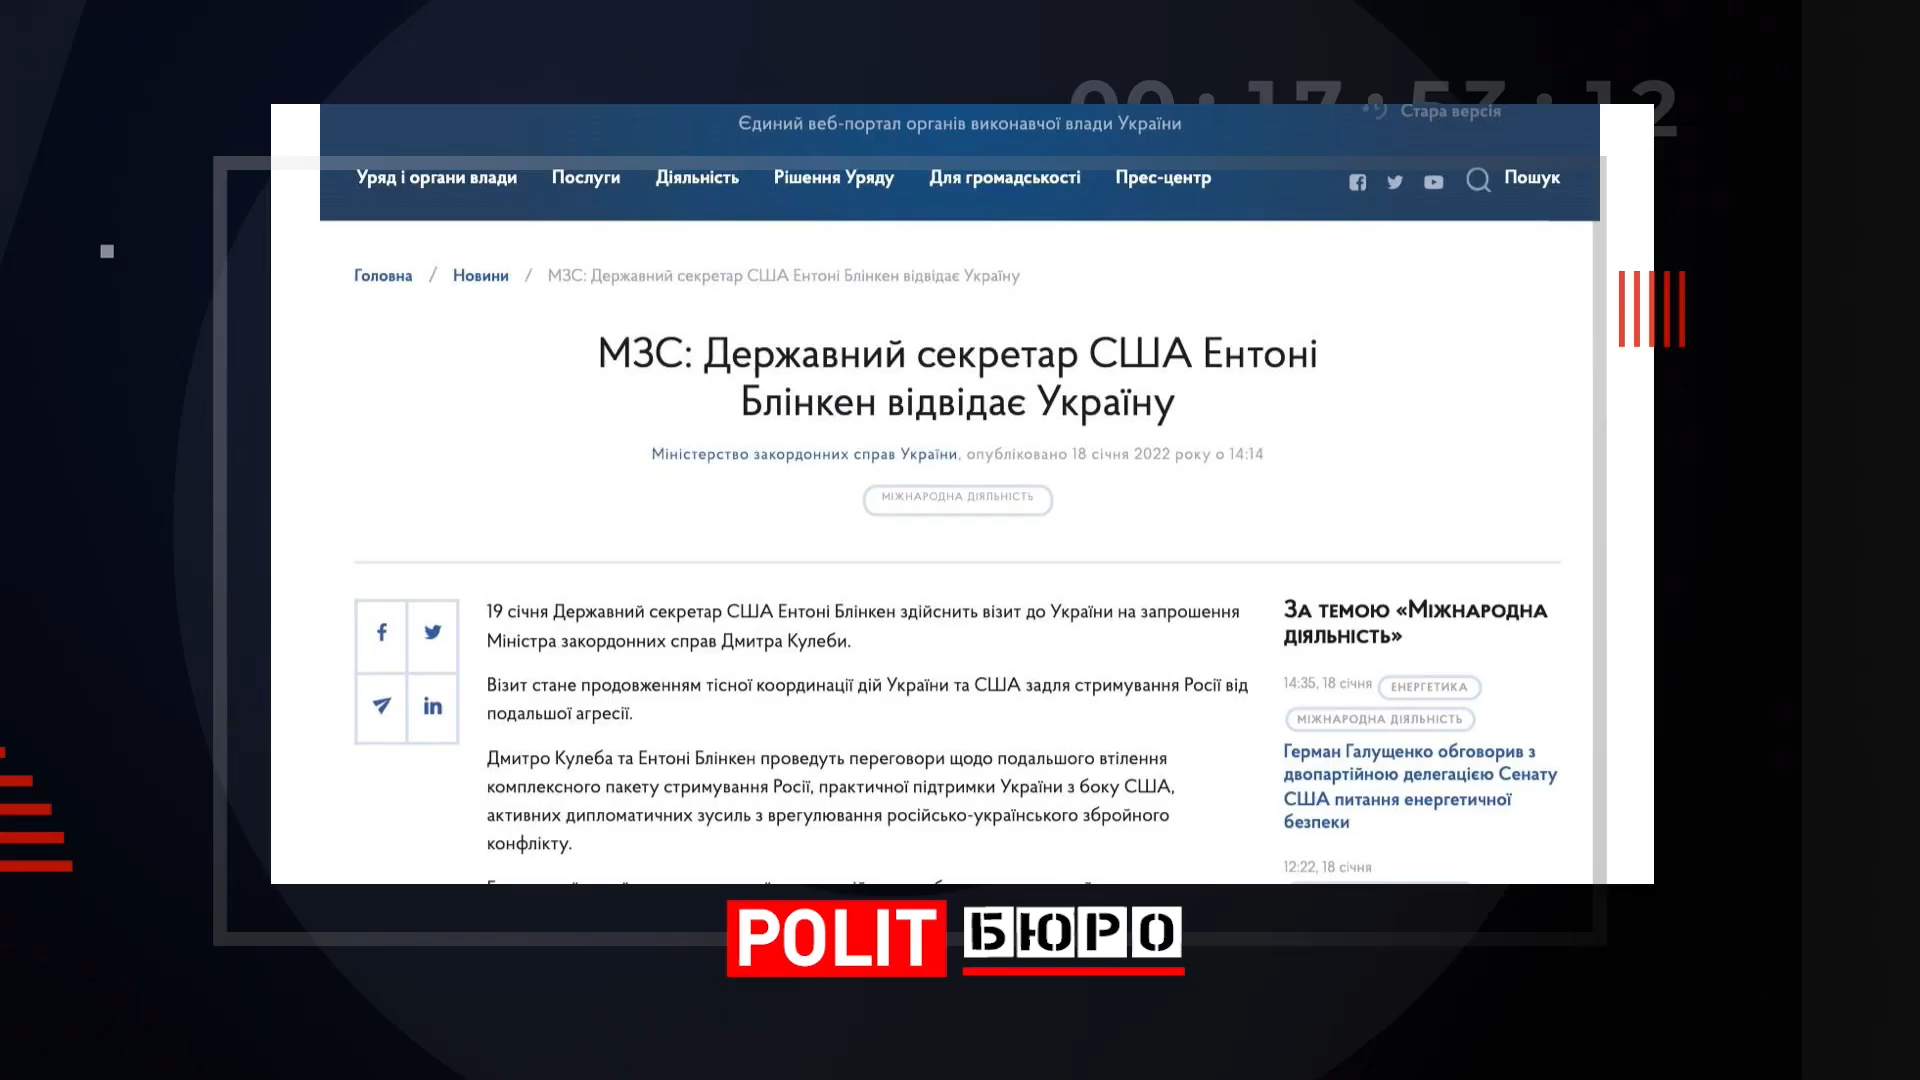 00:17:53:12
Стара версія
Єдиний веб-портал органів виконавчої влади України
Уряд і органи влади Послуги Діяльність Рішення Уряду Для громадськості Прес-центр Пошук
Головна / Новини / МЗС: Державний секретар США Ентоні Блінкен відвідає Україну
МЗС: Державний секретар США Ентоні
Блінкен відвідає Україну
Міністерство закордонних справ України, опубліковано 18 січня 2022 року о 14:14
МІЖНАРОДНА ДІЯЛЬНІСТЬ
19 січня Державний секретар США Ентоні Блінкен здійснить візит до України на запрошення
Міністра закордонних справ Дмитра Кулеби.
Візит стане продовженням тісної координації дій України та США задля стримування Росії від
подальшої агресії.
Дмитро Кулеба та Ентоні Блінкен проведуть переговори щодо подальшого втілення
комплексного пакету стримування Росії, практичної підтримки України з боку США,
активних дипломатичних зусиль з врегулювання російсько-українського збройного
конфлікту.
За темою «Міжнародна
діяльність»
14:35, 18 січня ЕНЕРГЕТИКА
МІЖНАРОДНА ДІЯЛЬНІСТЬ
Герман Галущенко обговорив з
двопартійною делегацією Сенату
США питання енергетичної
безпеки
12:22, 18 січня
POLIT БЮРО